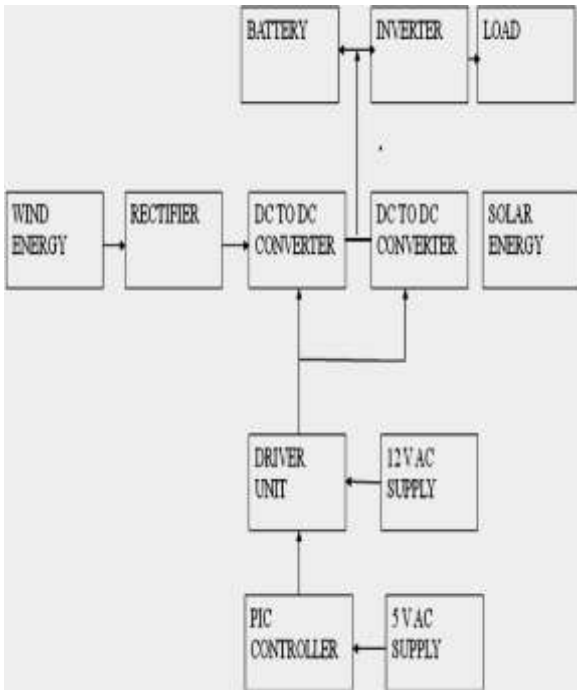 BATTERY
INVERTER
LOAD
WIND
ENERGY
RECTIFIER
DC TO DC
CONVERTER
DC TO DC
CONVERTER
SOLAR
ENERGY
DRIVER
UNIT
12 V AC
SUPPLY
PIC
CONTROLLER
5 V AC
SUPPLY